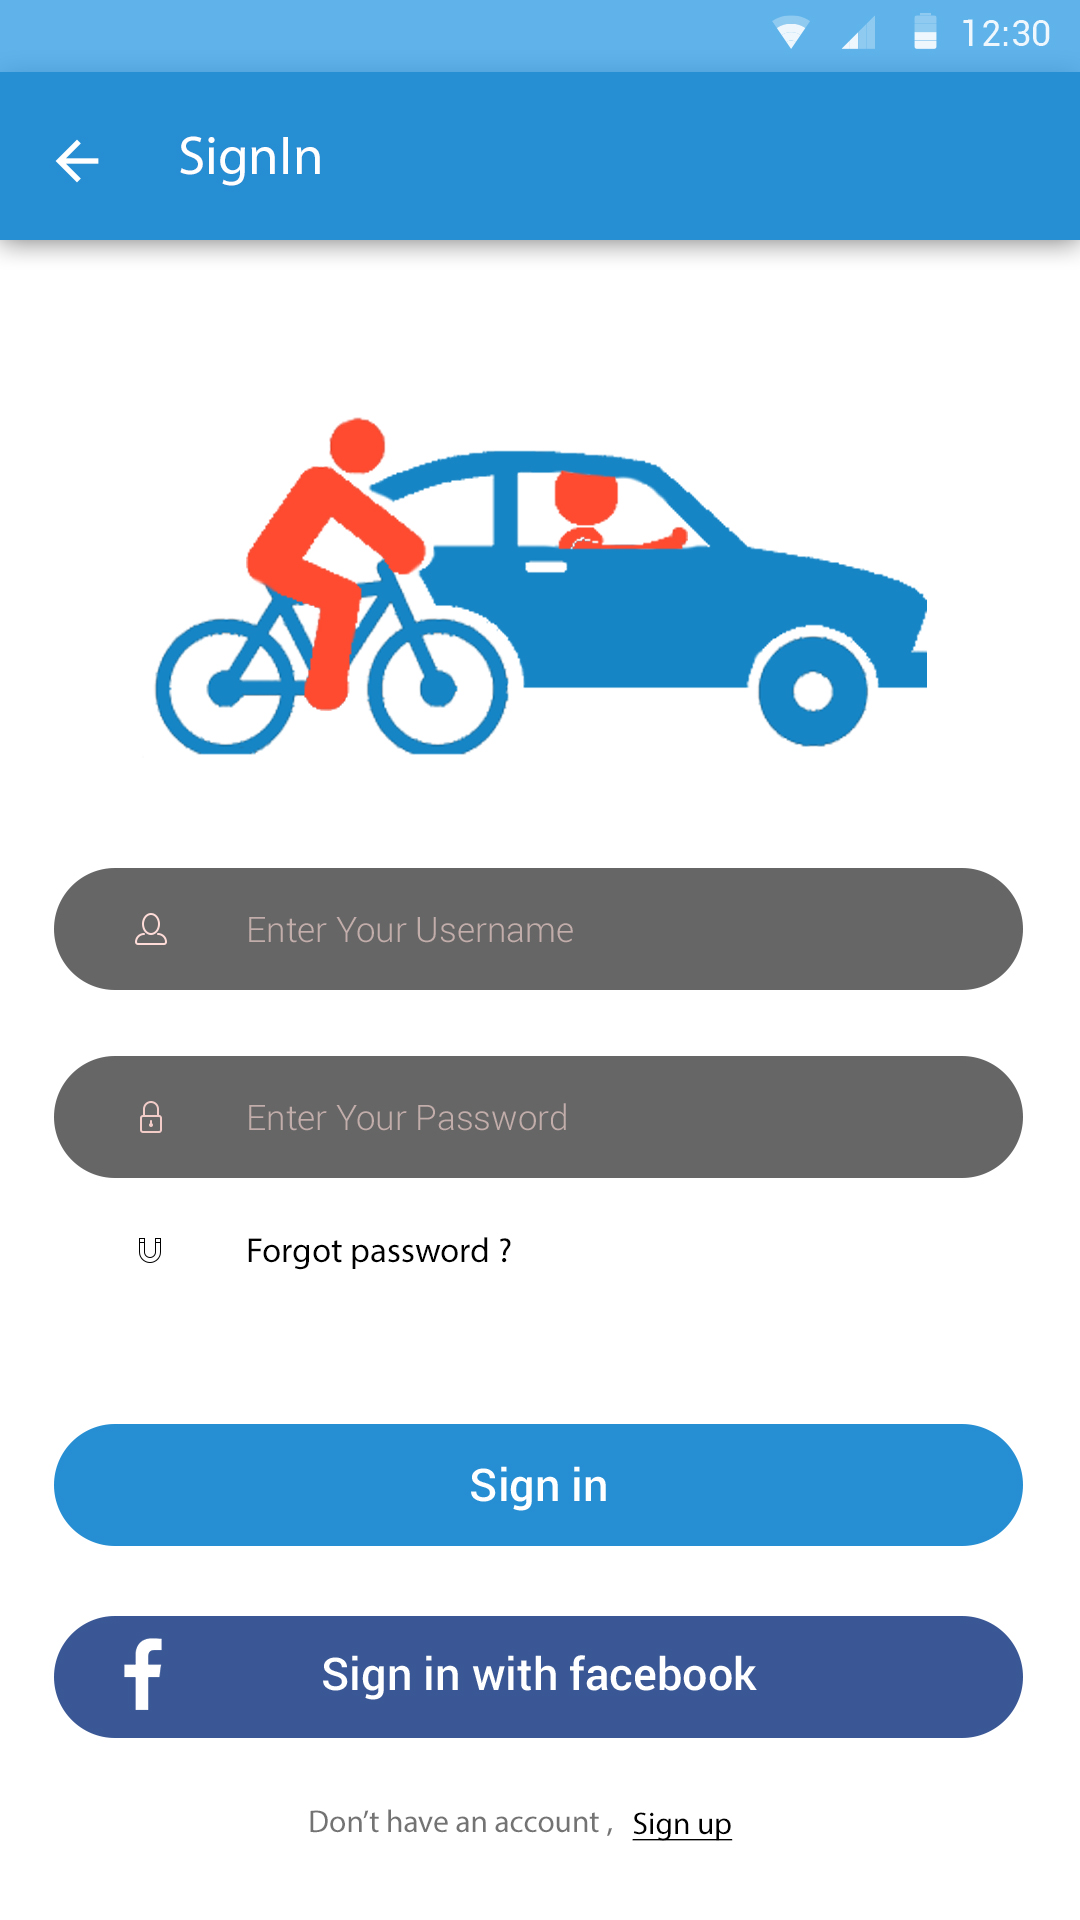 12:30
SignIn
Enter Your Username
Enter Your Password
Forgot password ?
Sign in
f Sign in with facebook
Don’t have an account , Sign up